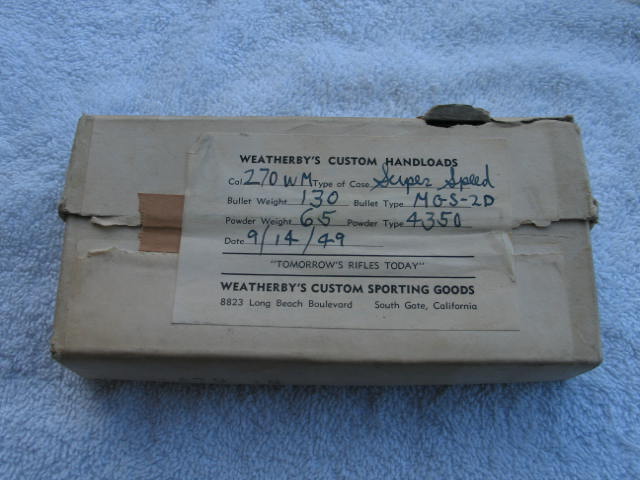 WEATHERBY'S CUSTOM HANDLOADS
Cal. 270 WM Type of Case Super Speed
Bullet Weight 130 Bullet Type MGS-2D
Powder Weight 65 Powder Type 4350
Date 9/14/49
"TOMORROW'S RIFLES TODAY"
WEATHERBY'S CUSTOM SPORTING GOODS
8823 Long Beach Boulevard South Gate, California